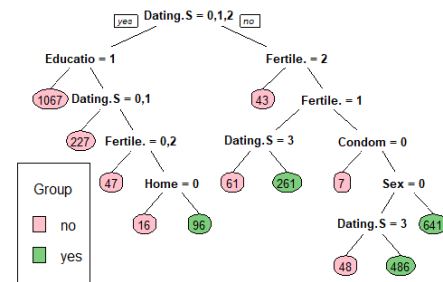 Dating.S = 0,1,2
yes no
Educatio = 1 Fertile. = 2
1067 Dating.S = 0,1 43 Fertile. = 1
227 Fertile. = 0,2 Dating.S = 3 Condom = 0
47 Home = 0 61 261 7 Sex = 0
16 96 Dating.S = 3 641
48 486
Group
no
yes